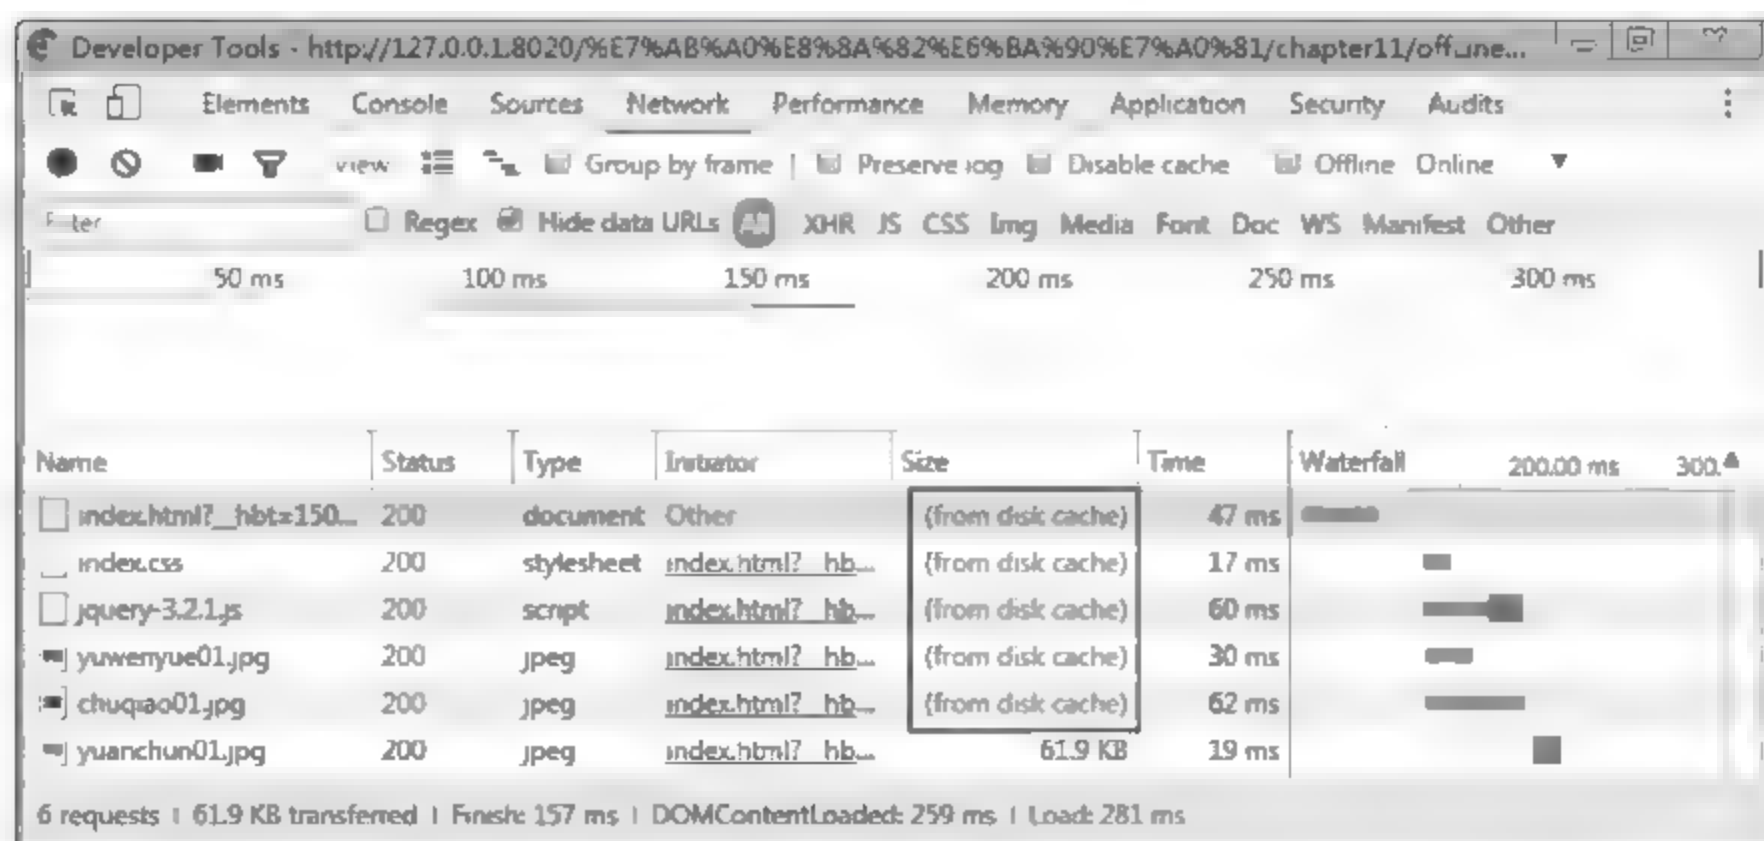 Developer Tools - http://127.0.0.1:8020/%E7%AB%A0%E8%8A%82%E6%BA%90%E7%A0%81/chapter11/offline...
Elements Console Sources Network Performance Memory Application Security Audits
View Group by frame Preserve log Disable cache Offline Online
Filter Regex Hide data URLs All XHR JS CSS Img Media Font Doc WS Manifest Other
50 ms 100 ms 150 ms 200 ms 250 ms 300 ms
Name Status Type Initiator Size Time Waterfall 200.00 ms 300.
index.html?__hbt=150... 200 document Other (from disk cache) 47 ms
index.css 200 stylesheet index.html?__hb... (from disk cache) 17 ms
jquery-3.2.1.js 200 script index.html?__hb... (from disk cache) 60 ms
yuwenyue01.jpg 200 jpeg index.html?__hb... (from disk cache) 30 ms
chuqiao01.jpg 200 jpeg index.html?__hb... (from disk cache) 62 ms
yuanchun01.jpg 200 jpeg index.html?__hb... 61.9 KB 19 ms
6 requests | 61.9 KB transferred | Finish: 157 ms | DOMContentLoaded: 259 ms | Load: 281 ms